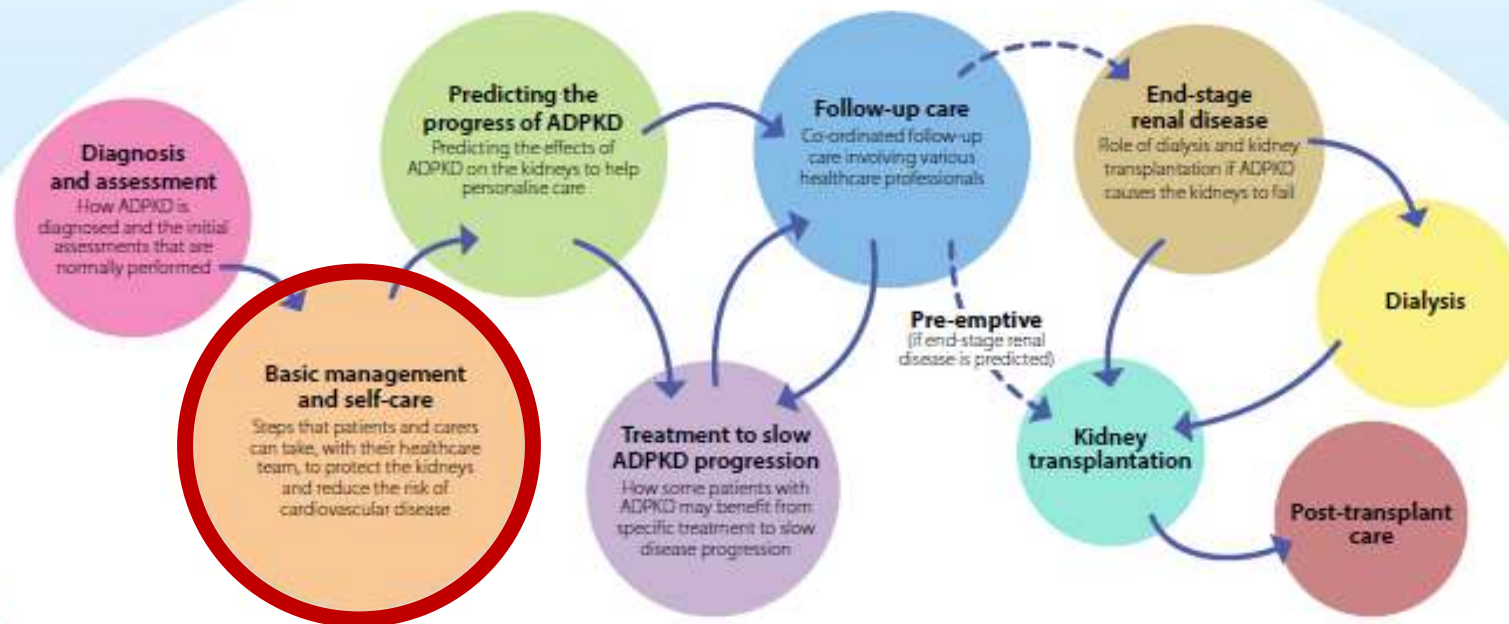 Diagnosis
and assessment
How ADPKD is
diagnosed and the initial
assessments that are
normally performed
Basic management
and self-care
Steps that patients and carers
can take, with their healthcare
team, to protect the kidneys
and reduce the risk of
cardiovascular disease
Predicting the
progress of ADPKD
Predicting the effects of
ADPKD on the kidneys to help
personalise care
Treatment to slow
ADPKD progression
How some patients with
ADPKD may benefit from
specific treatment to slow
disease progression
Follow-up care
Co-ordinated follow-up
care involving various
healthcare professionals
Pre-emptive
(if end-stage renal
disease is predicted)
End-stage
renal disease
Role of dialysis and kidney
transplantation if ADPKD
causes the kidneys to fail
Dialysis
Kidney
transplantation
Post-transplant
care